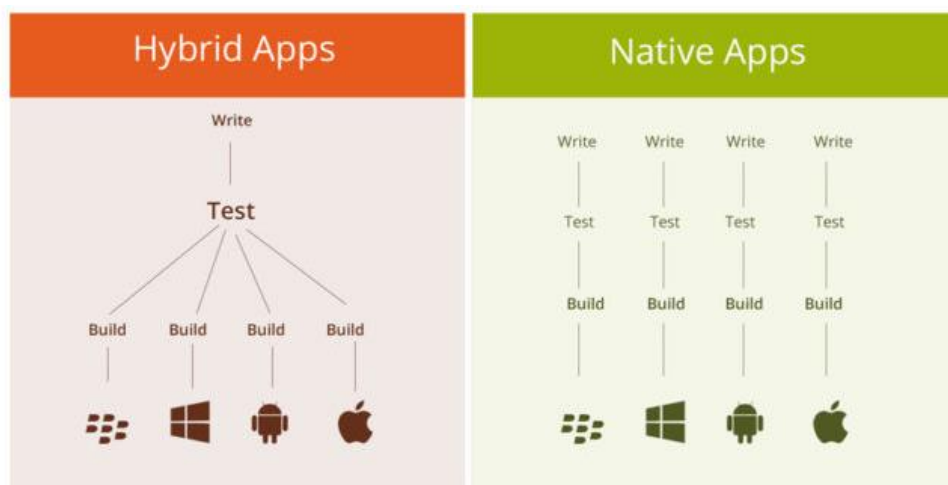 Hybrid Apps
Write
Test
Build Build Build Build
Native Apps
Write Write Write Write
Test Test Test Test
Build Build Build Build